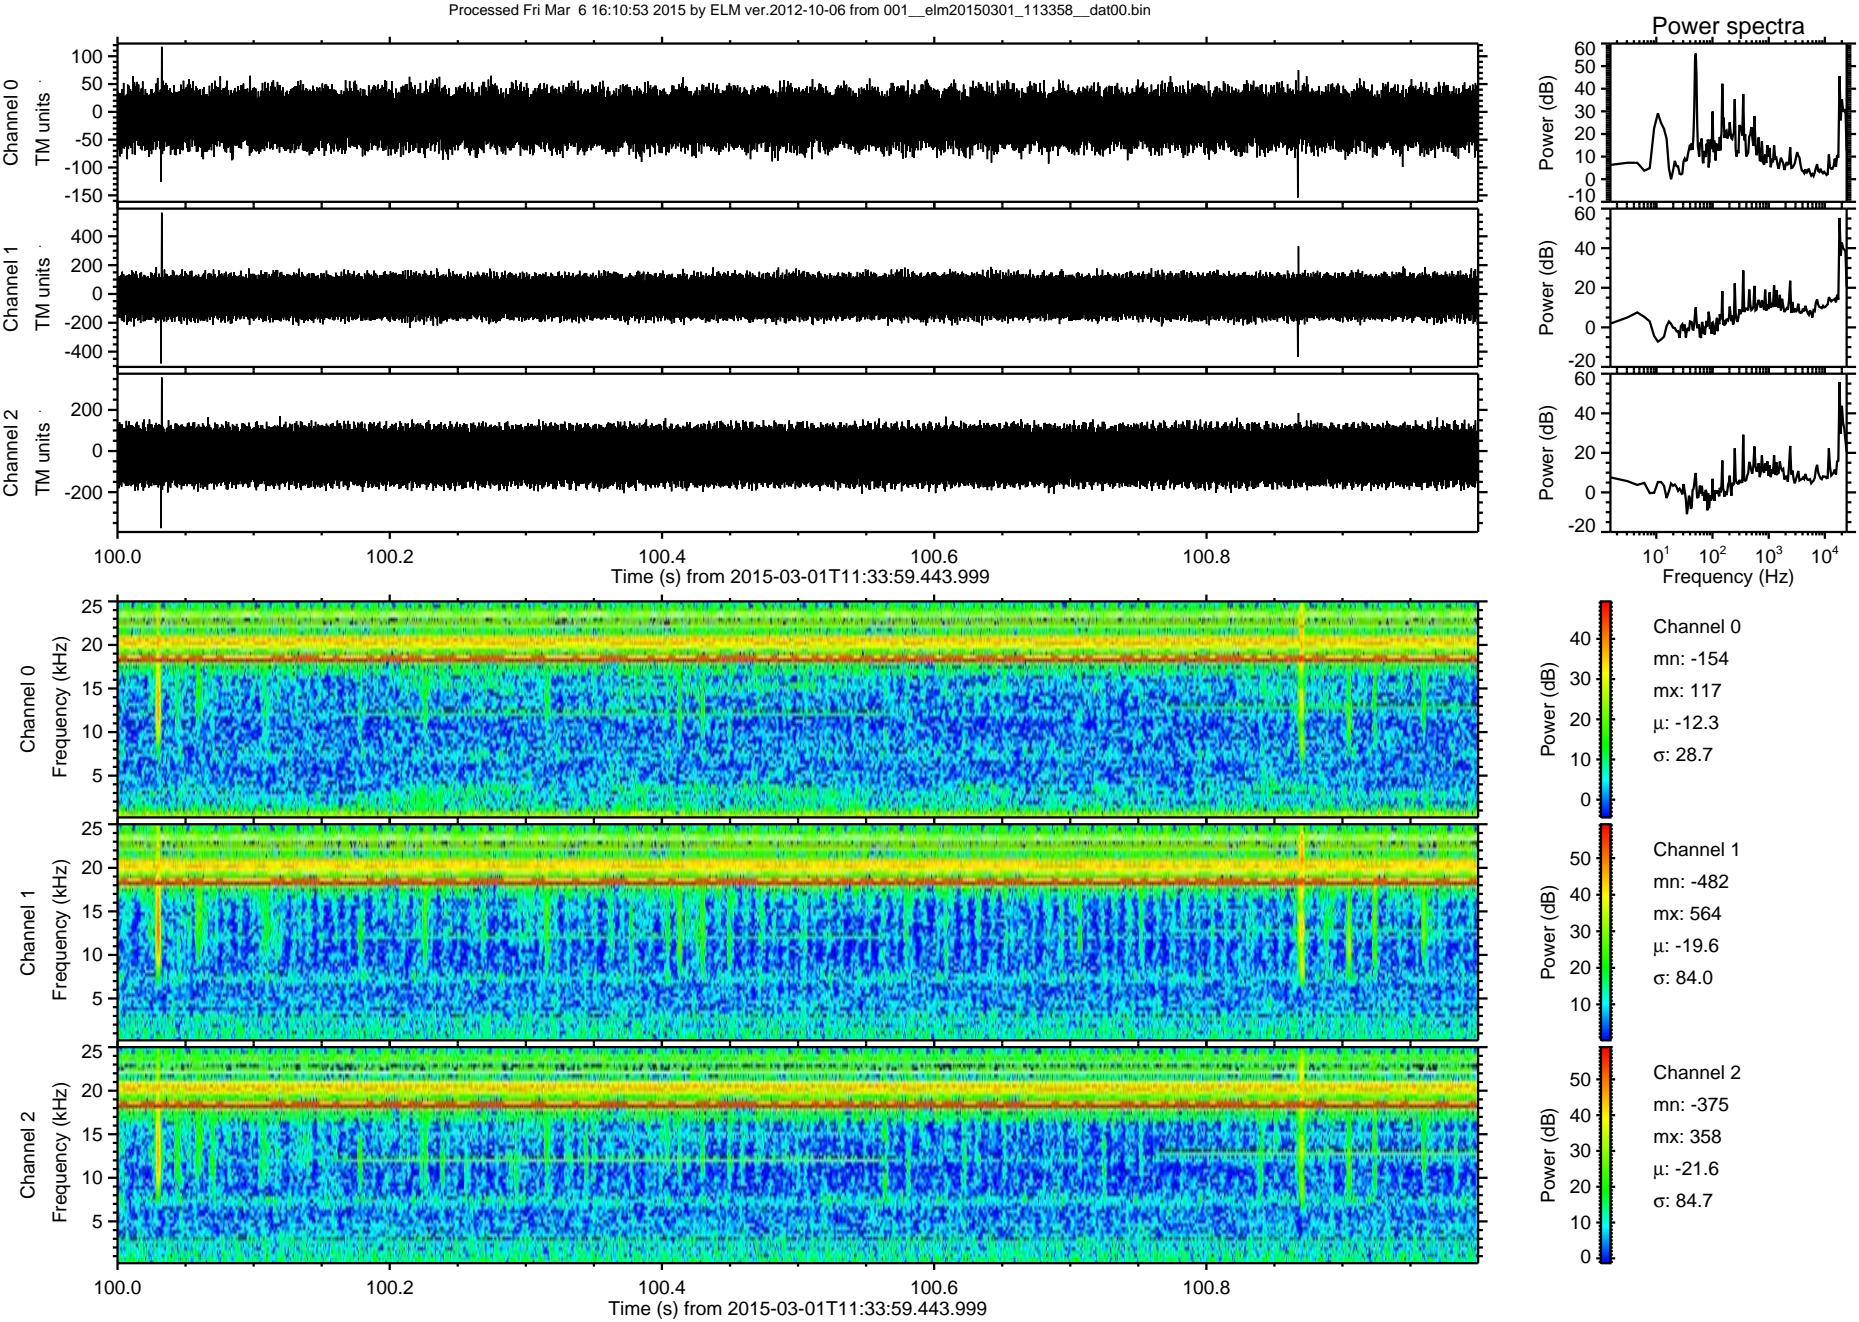 Processed Fri Mar 6 16:10:53 2015 by ELM ver.2012-10-06 from 001__elm20150301_113358__dat00.bin
Power spectra
Channel 0
TM units
100
50
0
-50
-100
-150
Power (dB)
60
50
40
30
20
10
0
-10
Channel 1
TM units
400
200
0
-200
-400
Power (dB)
60
40
20
0
-20
Channel 2
TM units
200
0
-200
Power (dB)
60
40
20
0
-20
100.0 100.2 100.4 100.6 100.8
Time (s) from 2015-03-01T11:33:59.443.999
10¹ 10² 10³ 10⁴
Frequency (Hz)
Channel 0
Frequency (kHz)
25
20
15
10
5
Power (dB)
40
30
20
10
0
Channel 0
mn: -154
mx: 117
μ: -12.3
σ: 28.7
Channel 1
Frequency (kHz)
25
20
15
10
5
Power (dB)
50
40
30
20
10
Channel 1
mn: -482
mx: 564
μ: -19.6
σ: 84.0
Channel 2
Frequency (kHz)
25
20
15
10
5
Power (dB)
50
40
30
20
10
0
Channel 2
mn: -375
mx: 358
μ: -21.6
σ: 84.7
100.0 100.2 100.4 100.6 100.8
Time (s) from 2015-03-01T11:33:59.443.999